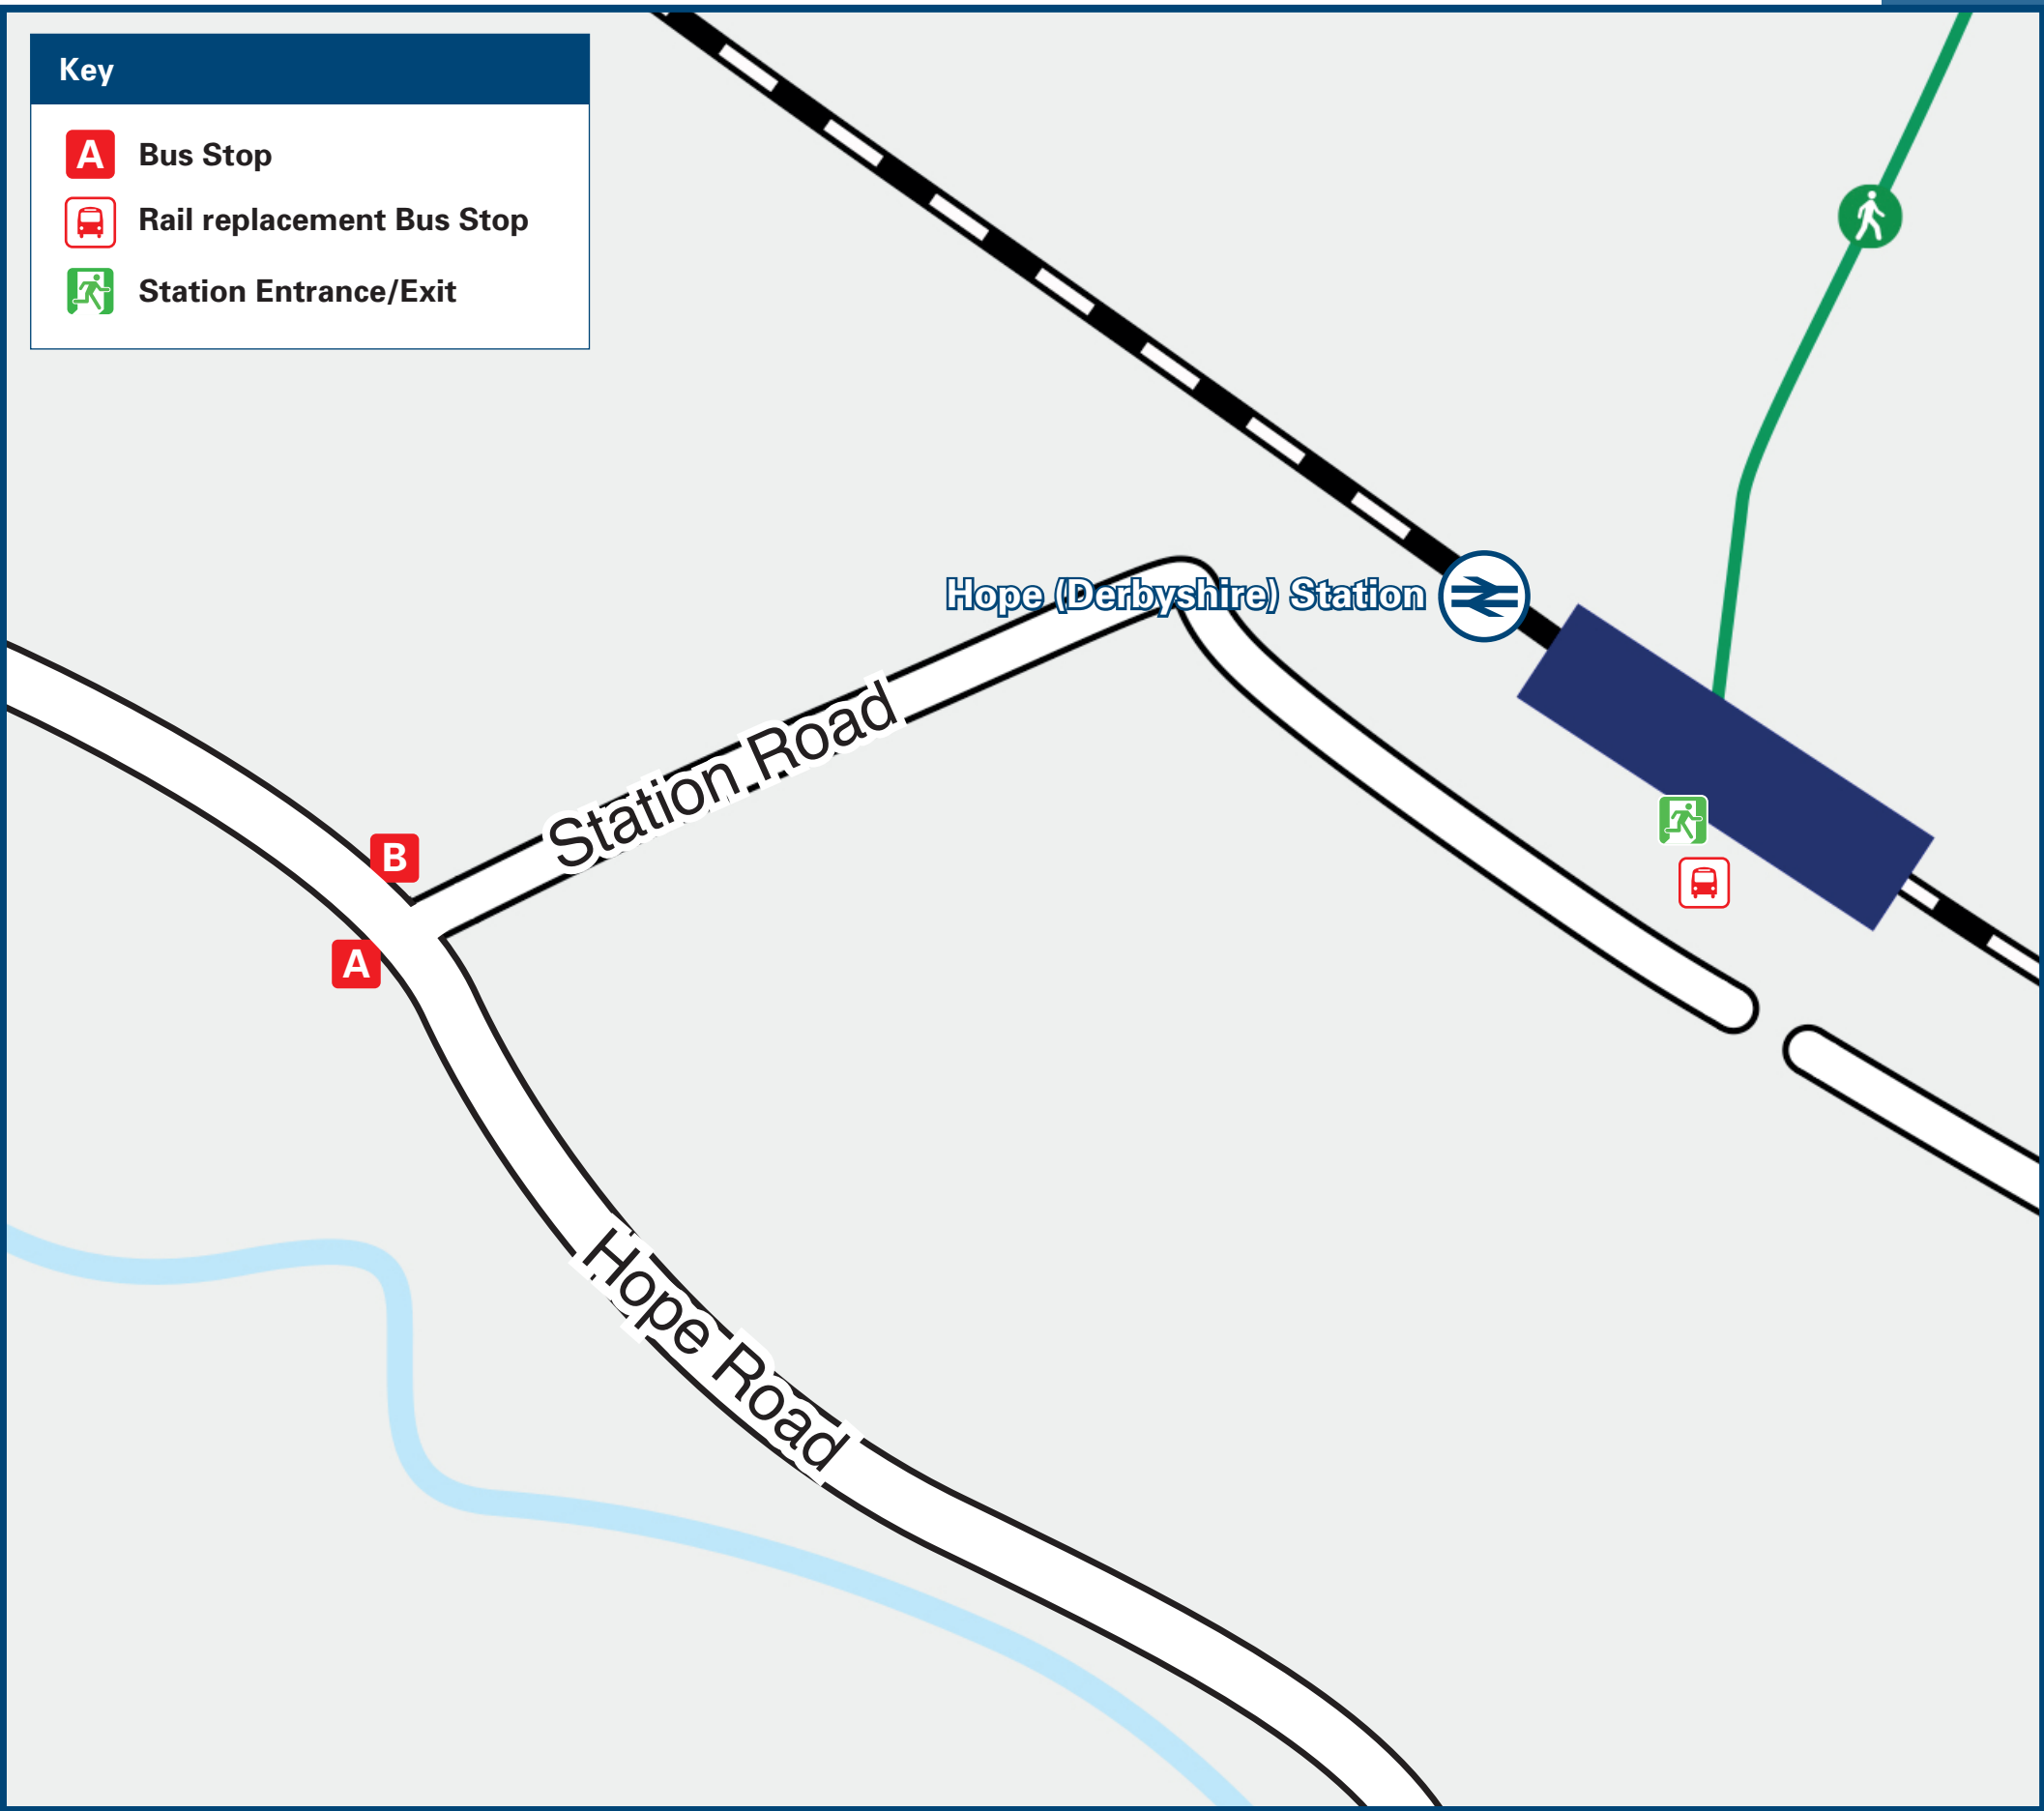 Key
A Bus Stop
Rail replacement Bus Stop
Station Entrance/Exit
Hope (Derbyshire) Station
Station Road
B
A
Hope Road